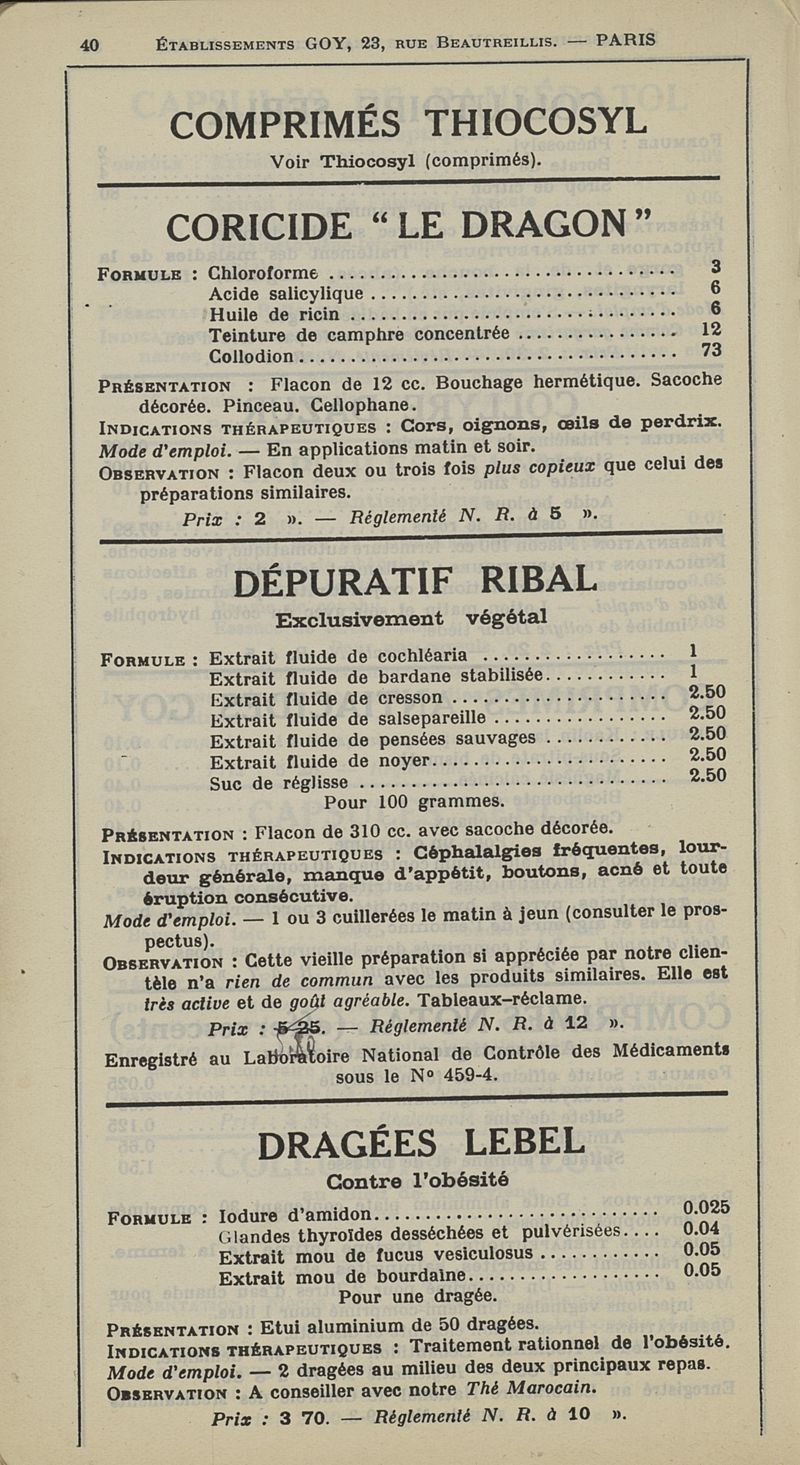 40 ÉTABLISSEMENTS GOY, 23, RUE BEAUTREILLIS. — PARIS
COMPRIMÉS THIOCOSYL
Voir Thiocosyl (comprimés).
CORICIDE “ LE DRAGON ”
FORMULE : Chloroforme .................................. 3
Acide salicylique .............................. 6
Huile de ricin ................................ 6
Teinture de camphre concentrée ................ 12
Collodion ..................................... 73
PRÉSENTATION : Flacon de 12 cc. Bouchage hermétique. Sacoche
décorée. Pinceau. Cellophane.
INDICATIONS THÉRAPEUTIQUES : Cors, oignons, œils de perdrix.
Mode d'emploi. — En applications matin et soir.
OBSERVATION : Flacon deux ou trois fois plus copieux que celui des
préparations similaires.
Prix : 2 ». — Réglementé N. R. à 5 ».
DÉPURATIF RIBAL
Exclusivement végétal
FORMULE : Extrait fluide de cochléaria .................. 1
Extrait fluide de bardane stabilisée............ 1
Extrait fluide de cresson ..................... 2.50
Extrait fluide de salsepareille ................. 2.50
Extrait fluide de pensées sauvages ............ 2.50
Extrait fluide de noyer....................... 2.50
Suc de réglisse .............................. 2.50
Pour 100 grammes.
PRÉSENTATION : Flacon de 310 cc. avec sacoche décorée.
INDICATIONS THÉRAPEUTIQUES : Céphalalgies fréquentes, lour-
deur générale, manque d'appétit, boutons, acné et toute
éruption consécutive.
Mode d'emploi. — 1 ou 3 cuillerées le matin à jeun (consulter le pros-
pectus).
OBSERVATION : Cette vieille préparation si appréciée par notre clien-
tèle n'a rien de commun avec les produits similaires. Elle est
très active et de goût agréable. Tableaux-réclame.
Prix : 5 25. — Réglementé N. R. à 12 ».
Enregistré au Laboratoire National de Contrôle des Médicaments
sous le N° 459-4.
DRAGÉES LEBEL
Contre l'obésité
FORMULE : Iodure d'amidon............................ 0.025
Glandes thyroïdes desséchées et pulvérisées.... 0.04
Extrait mou de fucus vesiculosus ............ 0.05
Extrait mou de bourdaine................... 0.05
Pour une dragée.
PRÉSENTATION : Etui aluminium de 50 dragées.
INDICATIONS THÉRAPEUTIQUES : Traitement rationnel de l'obésité.
Mode d'emploi. — 2 dragées au milieu des deux principaux repas.
OBSERVATION : A conseiller avec notre Thé Marocain.
Prix : 3 70. — Réglementé N. R. à 10 ».